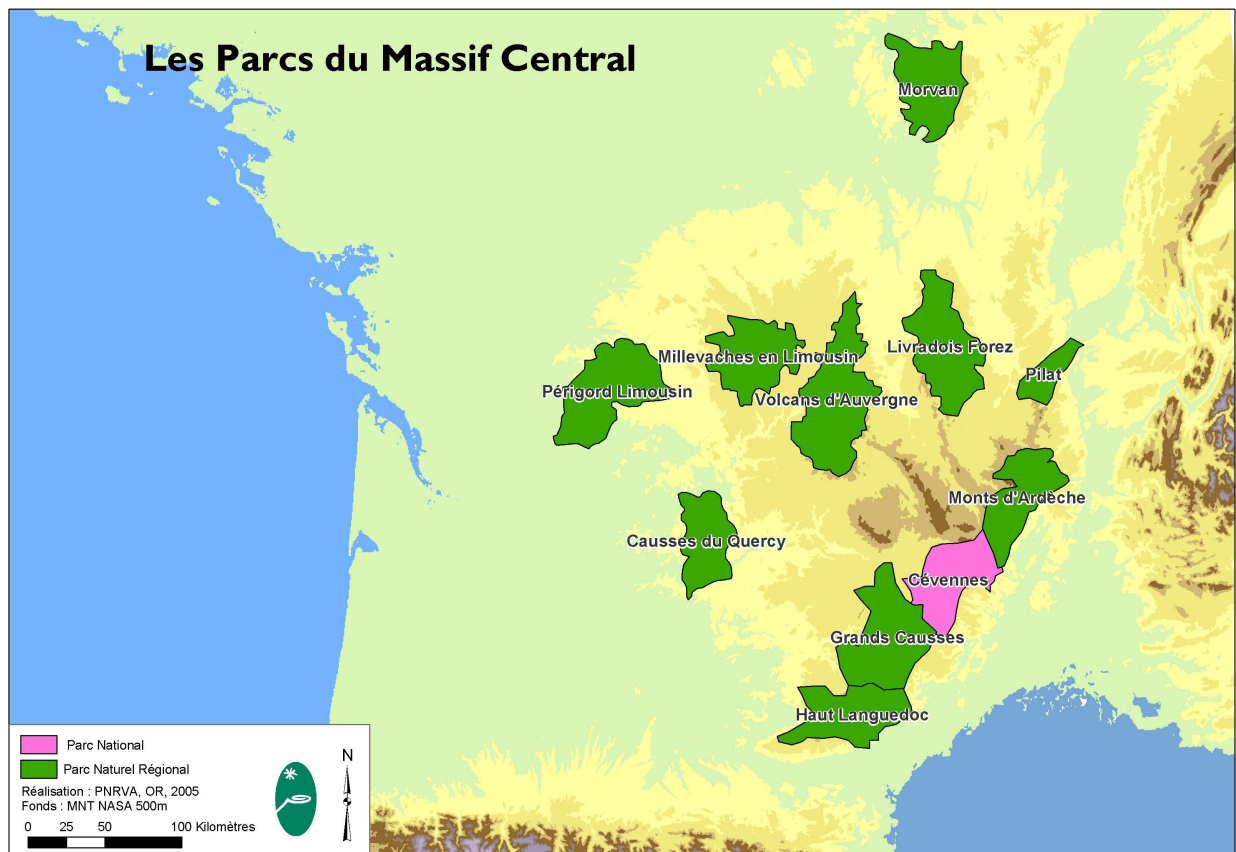 Les Parcs du Massif Central
Morvan
Livradois Forez
Millevaches en Limousin
Pilat
Périgord Limousin
Volcans d'Auvergne
Monts d'Ardèche
Causses du Quercy
Cévennes
Grands Causses
Haut Languedoc
Parc National
Parc Naturel Régional
Réalisation : PNRVA, OR, 2005
Fonds : MNT NASA 500m
0 25 50 100 Kilomètres
N